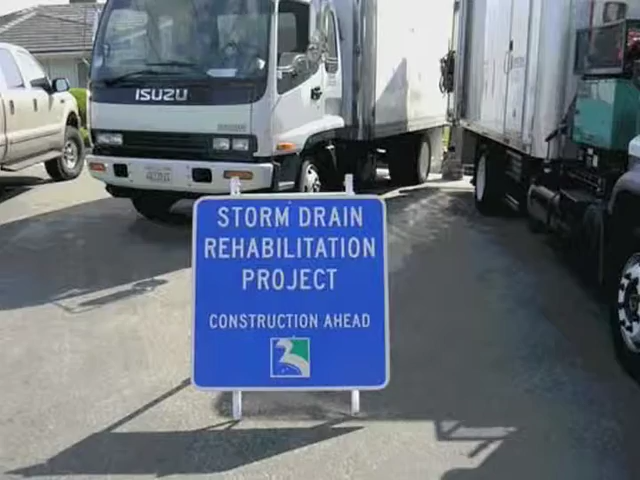 ISUZU
STORM DRAIN
REHABILITATION
PROJECT
CONSTRUCTION AHEAD